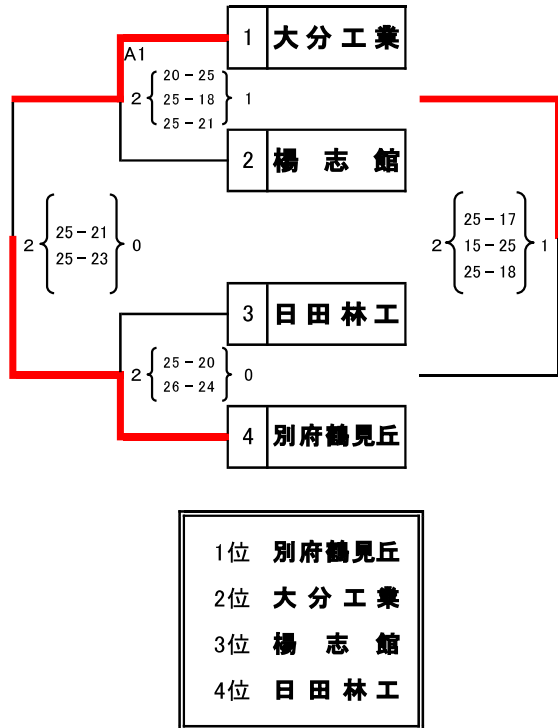 1 大分工業
A1
2 20-25 1
25-18
25-21
2 楊志館
2 25-21 0
25-23
2 25-17 1
15-25
25-18
3 日田林工
2 25-20 0
26-24
4 別府鶴見丘
1位 別府鶴見丘
2位 大分工業
3位 楊志館
4位 日田林工